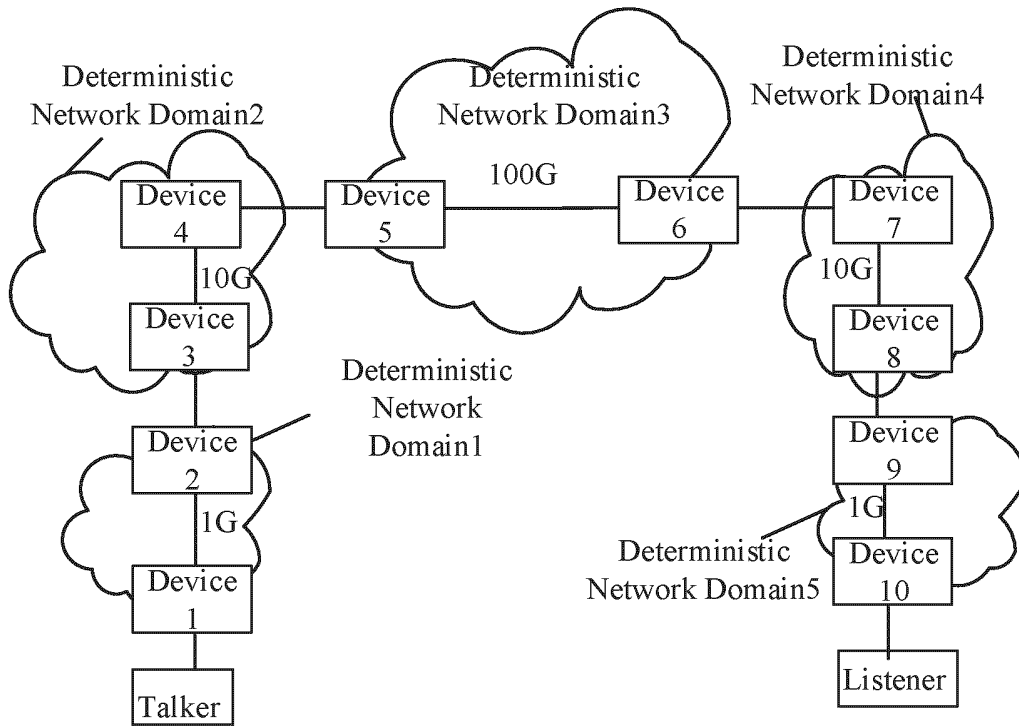 Deterministic
Network Domain2
Deterministic
Network Domain3
Deterministic
Network Domain4
100G
Device
4
Device
5
Device
6
Device
7
10G
10G
Device
3
Device
8
Deterministic
Network
Domain1
Device
2
Device
9
1G
1G
Deterministic
Network Domain5
Device
1
Device
10
Talker
Listener